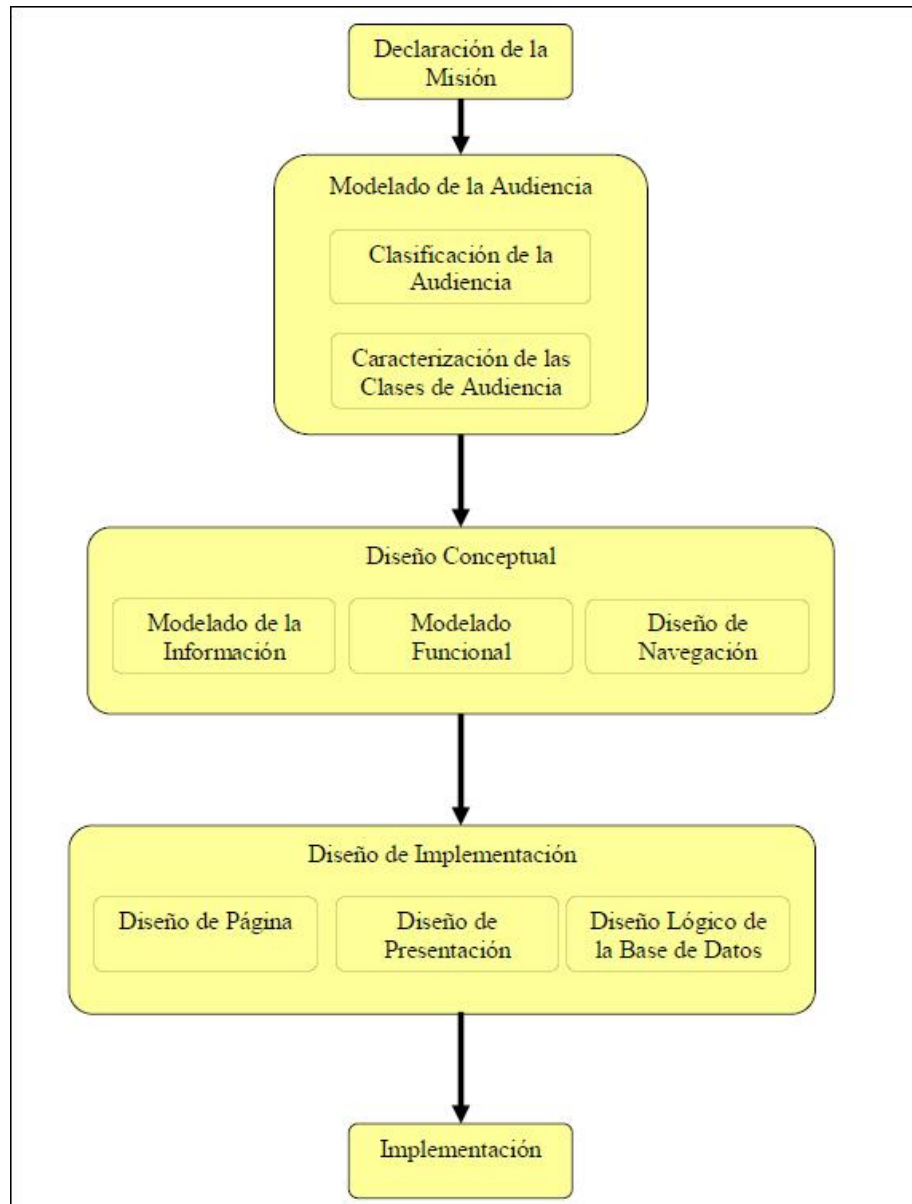 Declaración de la
Misión
Modelado de la Audiencia
Clasificación de la
Audiencia
Caracterización de las
Clases de Audiencia
Diseño Conceptual
Modelado de la
Información
Modelado
Funcional
Diseño de
Navegación
Diseño de Implementación
Diseño de Página
Diseño de
Presentación
Diseño Lógico de
la Base de Datos
Implementación